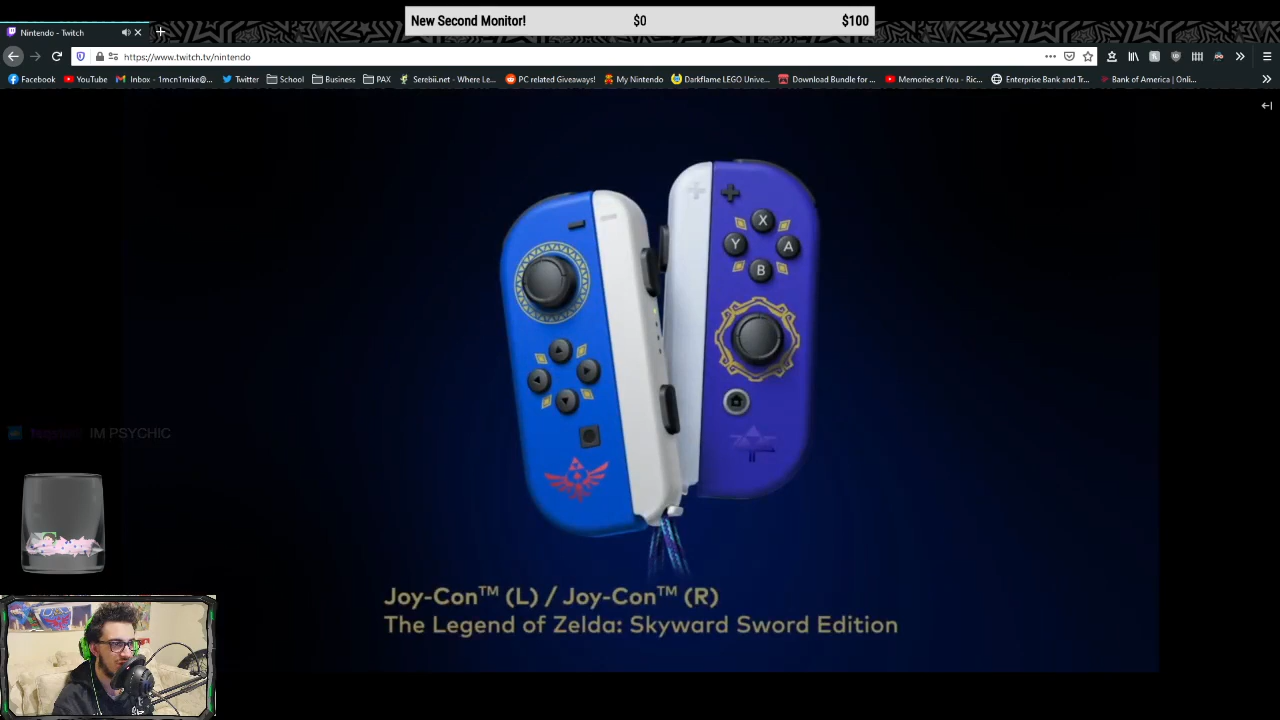 New Second Monitor! $0 $100
Nintendo - Twitch
https://www.twitch.tv/nintendo
Facebook YouTube Inbox - 1mcn1mike@... Twitter School Business PAX Serebii.net - Where Le... PC related Giveaways! My Nintendo Darkflame LEGO Unive... Download Bundle for ... Memories of You - Ric... Enterprise Bank and Tr... Bank of America | Onli...
X
Y A
B
IM PSYCHIC
Joy-Con™ (L) / Joy-Con™ (R)
The Legend of Zelda: Skyward Sword Edition